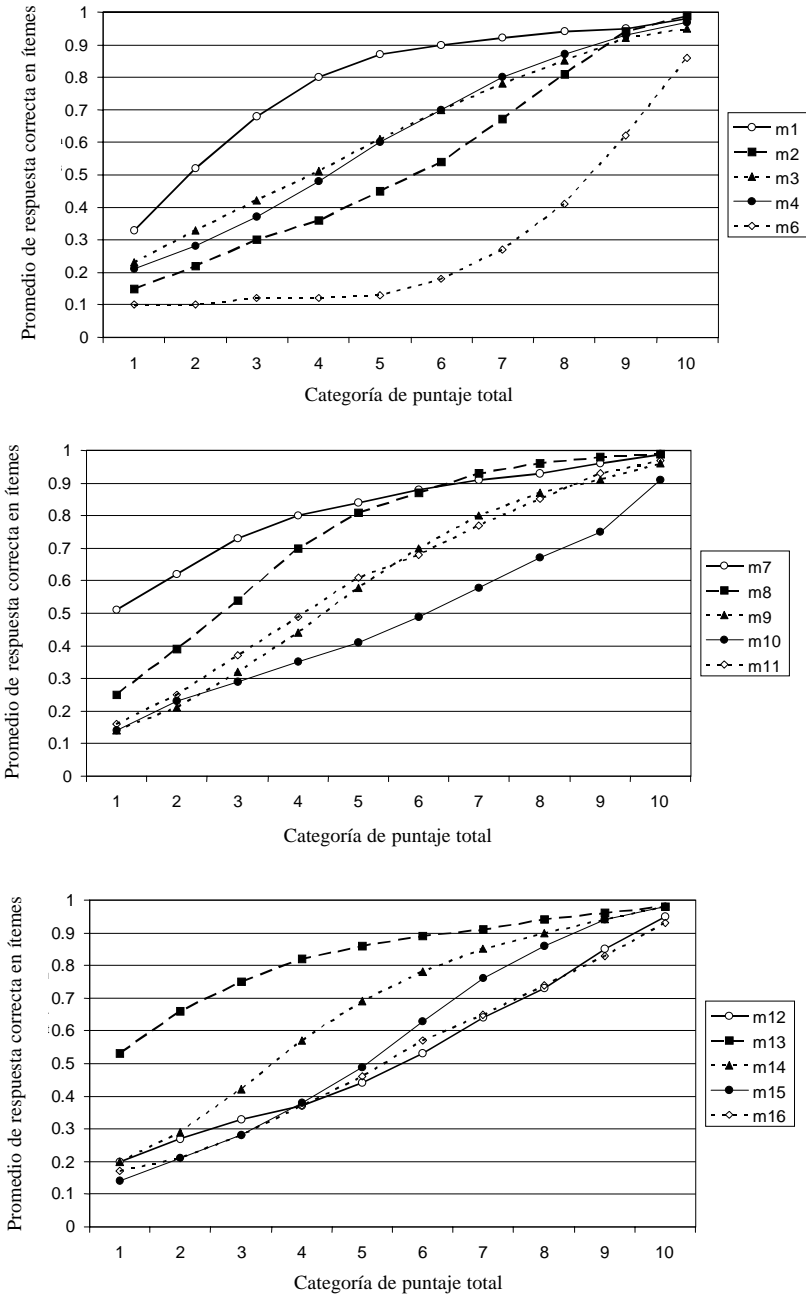 Promedio de respuesta correcta en ítemes
1
0.9
0.8
0.7
0.6
0.5
0.4
0.3
0.2
0.1
0
1 2 3 4 5 6 7 8 9 10
Categoría de puntaje total
m1
m2
m3
m4
m6
Promedio de respuesta correcta en ítemes
1
0.9
0.8
0.7
0.6
0.5
0.4
0.3
0.2
0.1
0
1 2 3 4 5 6 7 8 9 10
Categoría de puntaje total
m7
m8
m9
m10
m11
Promedio de respuesta correcta en ítemes
1
0.9
0.8
0.7
0.6
0.5
0.4
0.3
0.2
0.1
0
1 2 3 4 5 6 7 8 9 10
Categoría de puntaje total
m12
m13
m14
m15
m16